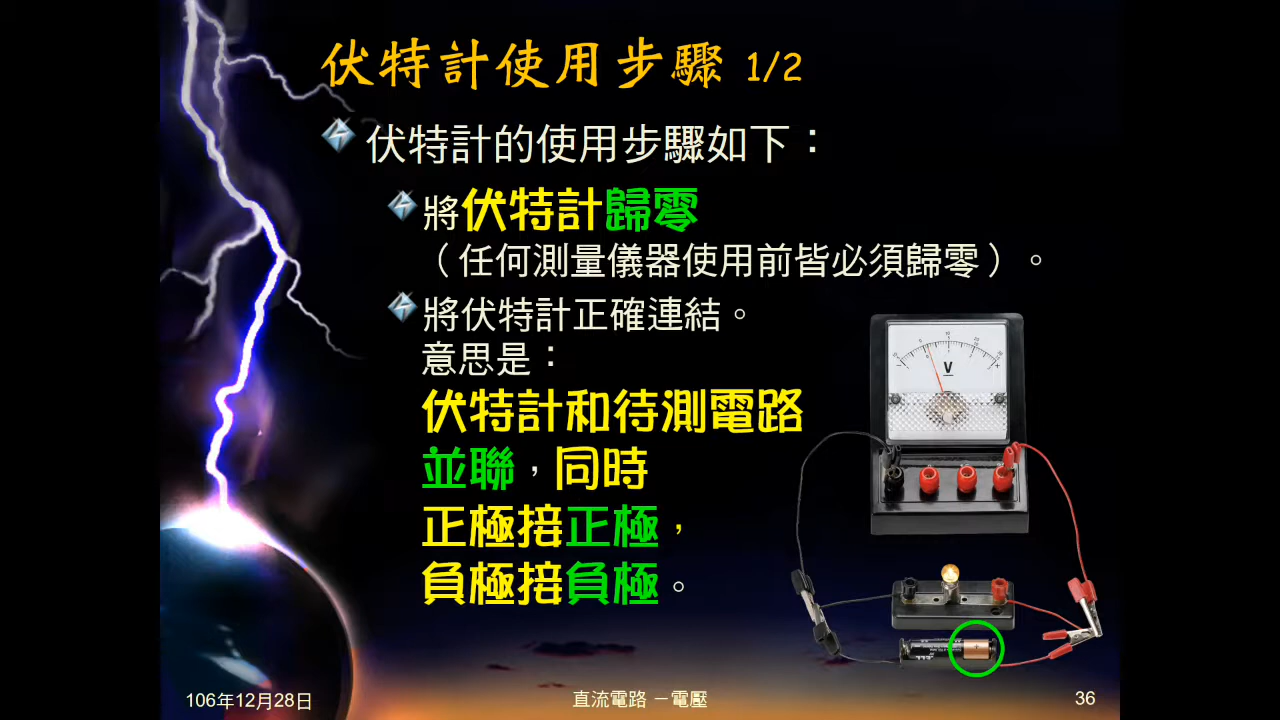 伏特計使用步驟 1/2
伏特計的使用步驟如下：
將伏特計歸零
（任何測量儀器使用前皆必須歸零）。
將伏特計正確連結。
意思是：
伏特計和待測電路
並聯，同時
正極接正極，
負極接負極。
V
106年12月28日
直流電路 －電壓
36